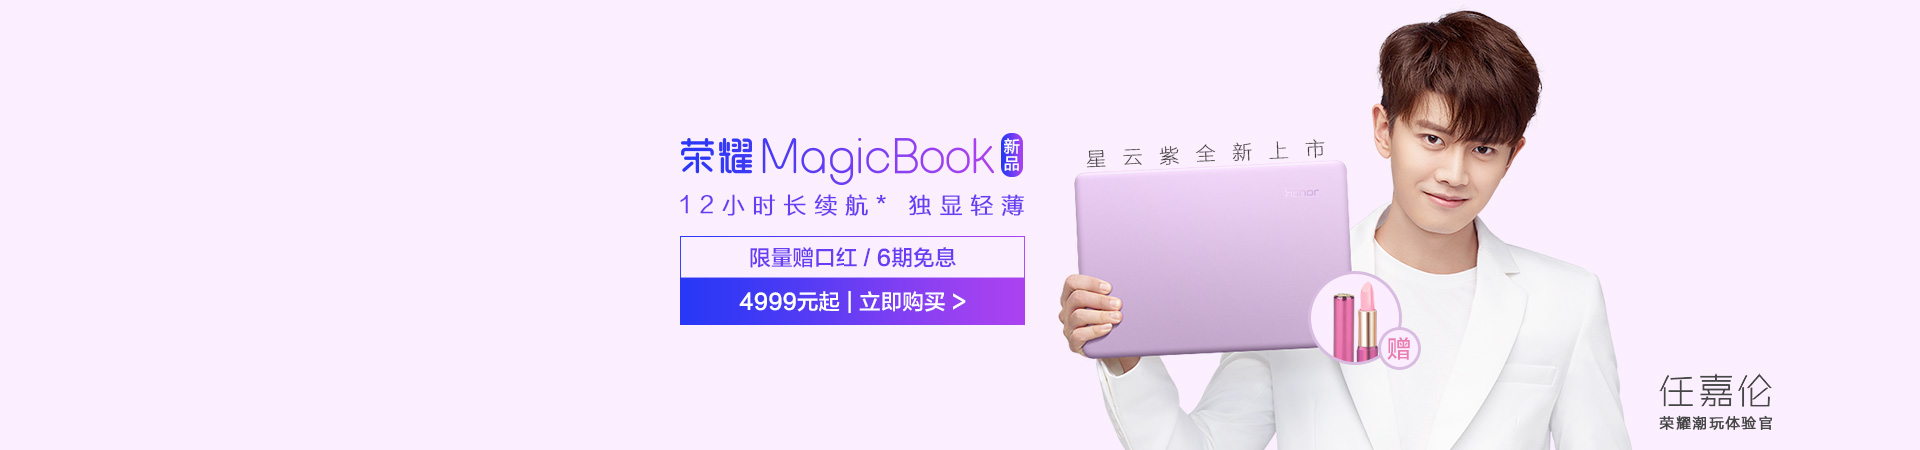 荣耀MagicBook 新品
12小时长续航* 独显轻薄
限量赠口红 / 6期免息
4999元起 | 立即购买 >
星云紫全新上市
honor
赠
任嘉伦
荣耀潮玩体验官